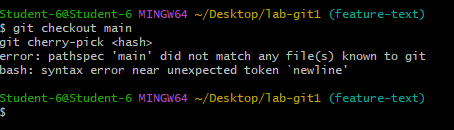 Student-6@Student-6 MINGW64 ~/Desktop/lab-git1 (feature-text)
$ git checkout main
git cherry-pick <hash>
error: pathspec 'main' did not match any file(s) known to git
bash: syntax error near unexpected token `newline'
Student-6@Student-6 MINGW64 ~/Desktop/lab-git1 (feature-text)
$